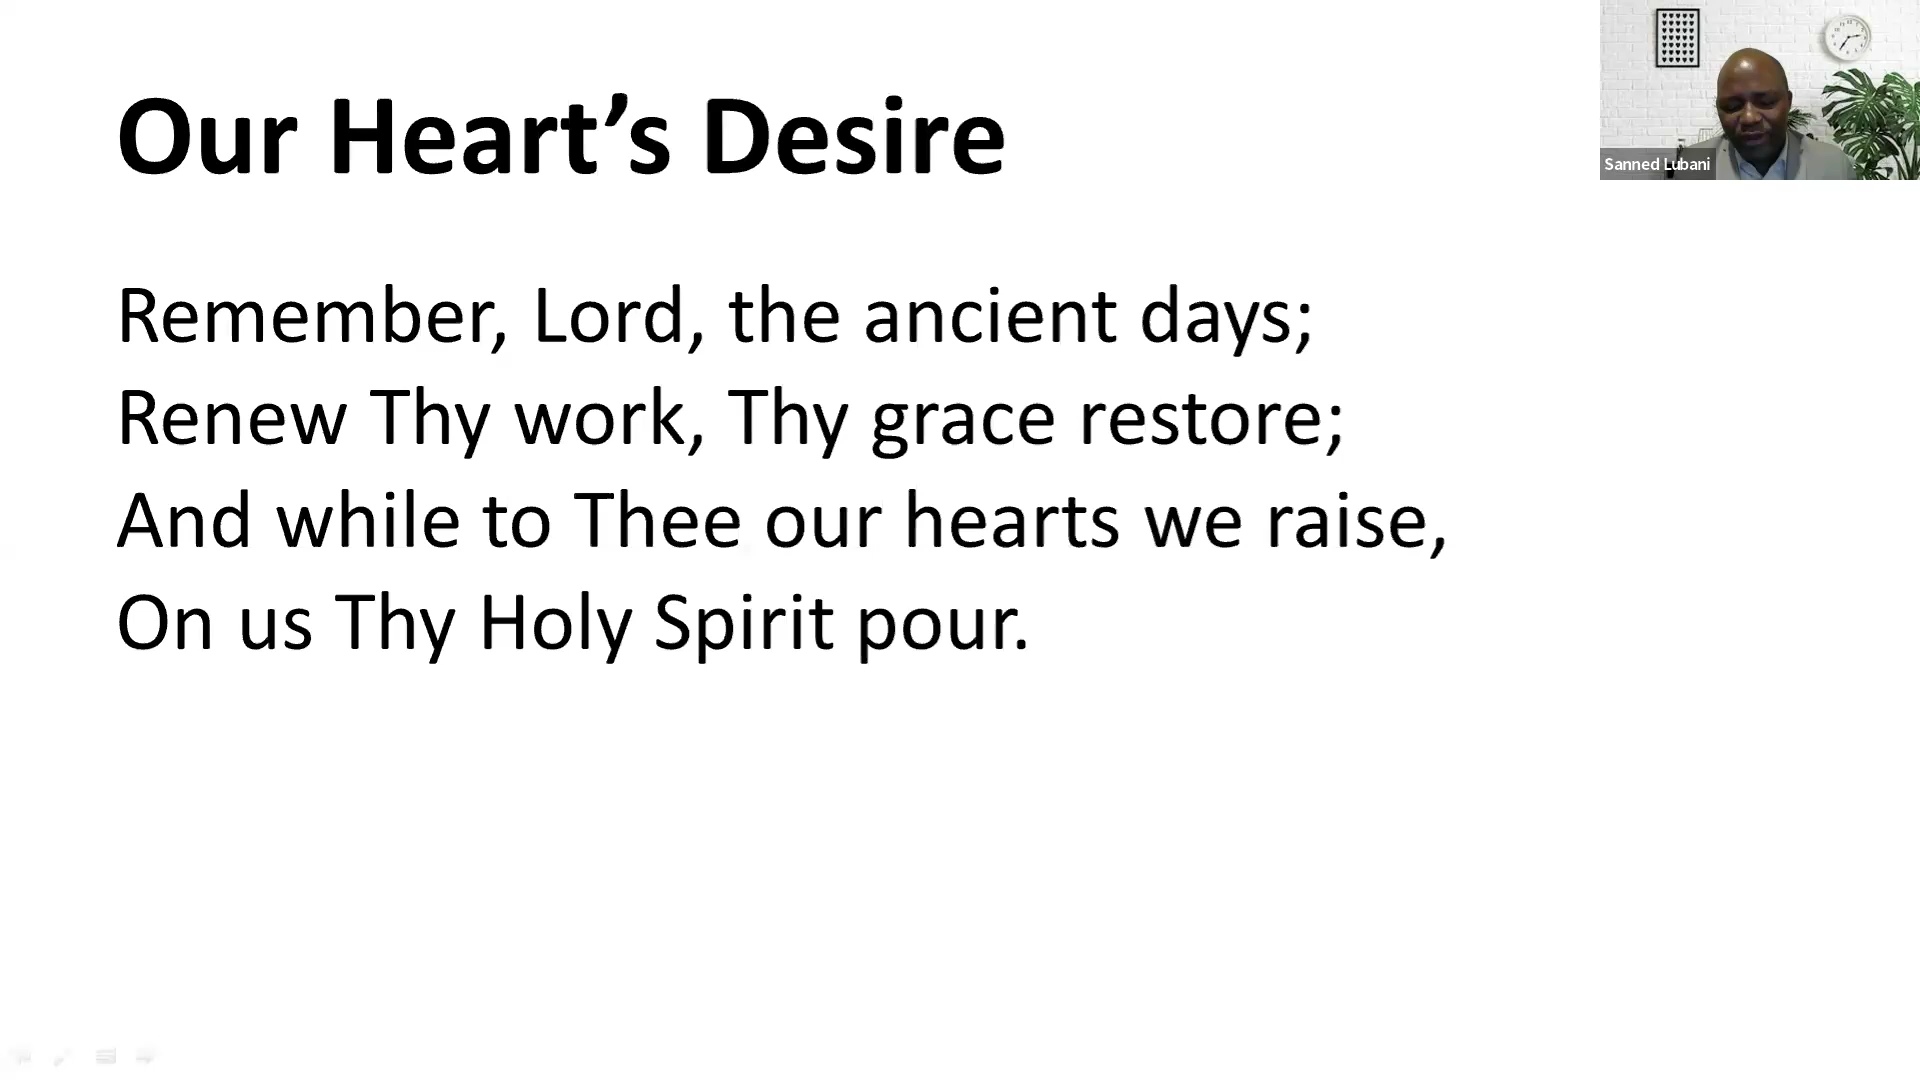 Our Heart’s Desire
Sanned Lubani
Remember, Lord, the ancient days;
Renew Thy work, Thy grace restore;
And while to Thee our hearts we raise,
On us Thy Holy Spirit pour.